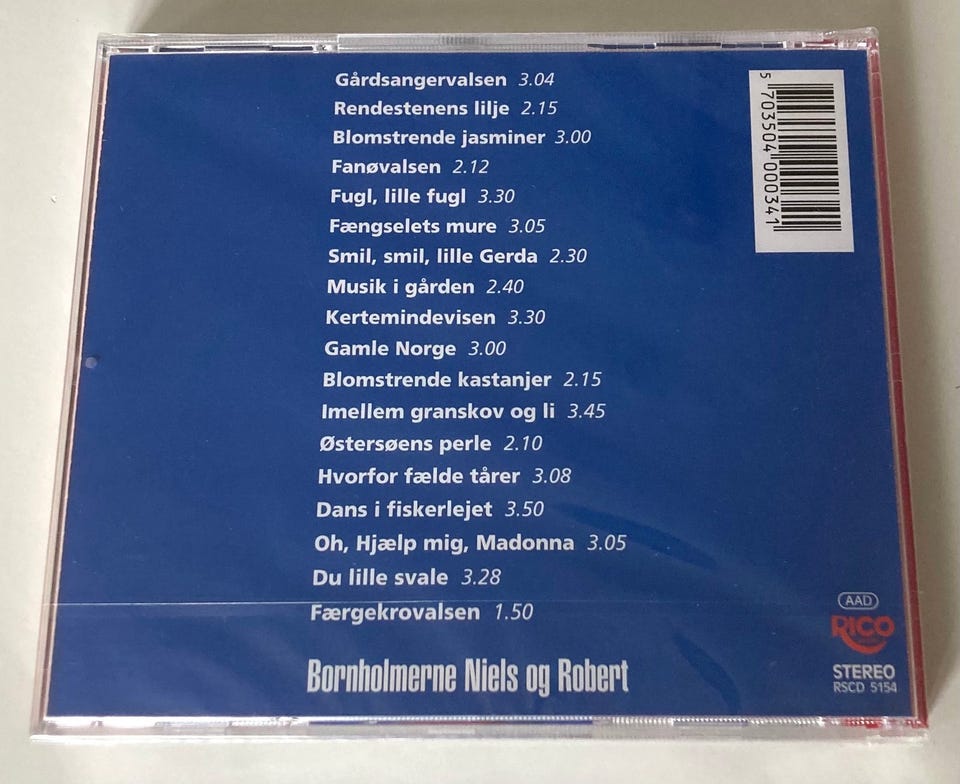 Gårdsangervalsen 3.04
Rendestenens lilje 2.15
Blomstrende jasminer 3.00
Fanøvalsen 2.12
Fugl, lille fugl 3.30
Fængselets mure 3.05
Smil, smil, lille Gerda 2.30
Musik i gården 2.40
Kertemindevisen 3.30
Gamle Norge 3.00
Blomstrende kastanjer 2.15
Imellem granskov og li 3.45
Østersøens perle 2.10
Hvorfor fælde tårer 3.08
Dans i fiskerlejet 3.50
Oh, Hjælp mig, Madonna 3.05
Du lille svale 3.28
Færgekrovalsen 1.50
Bornholmerne Niels og Robert
5 703504 000341
AAD
RICO
STEREO
RSCD 5154